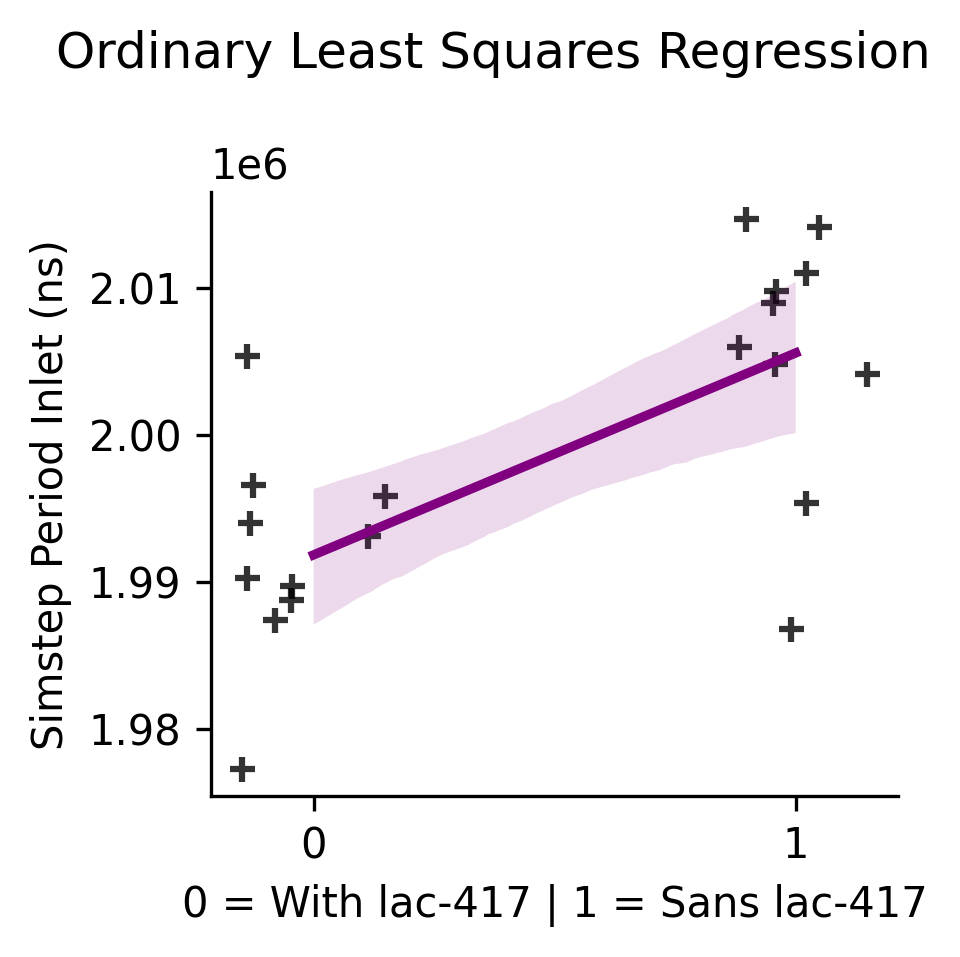 Ordinary Least Squares Regression
1e6
Simstep Period Inlet (ns)
2.01
2.00
1.99
1.98
0
1
0 = With lac-417 | 1 = Sans lac-417